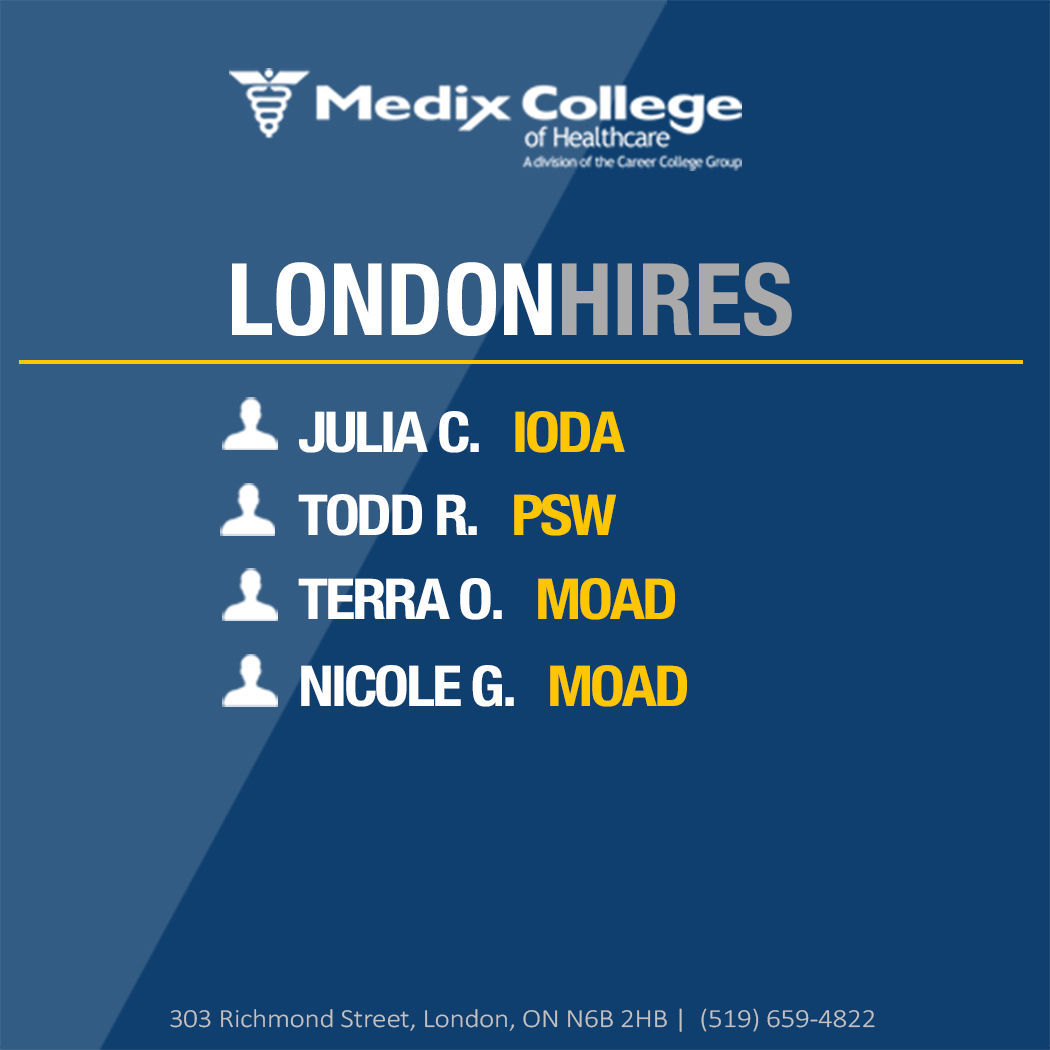 Medix College
of Healthcare
A division of the Career College Group
LONDONHIRES
JULIA C. IODA
TODD R. PSW
TERRA O. MOAD
NICOLE G. MOAD
303 Richmond Street, London, ON N6B 2HB | (519) 659-4822